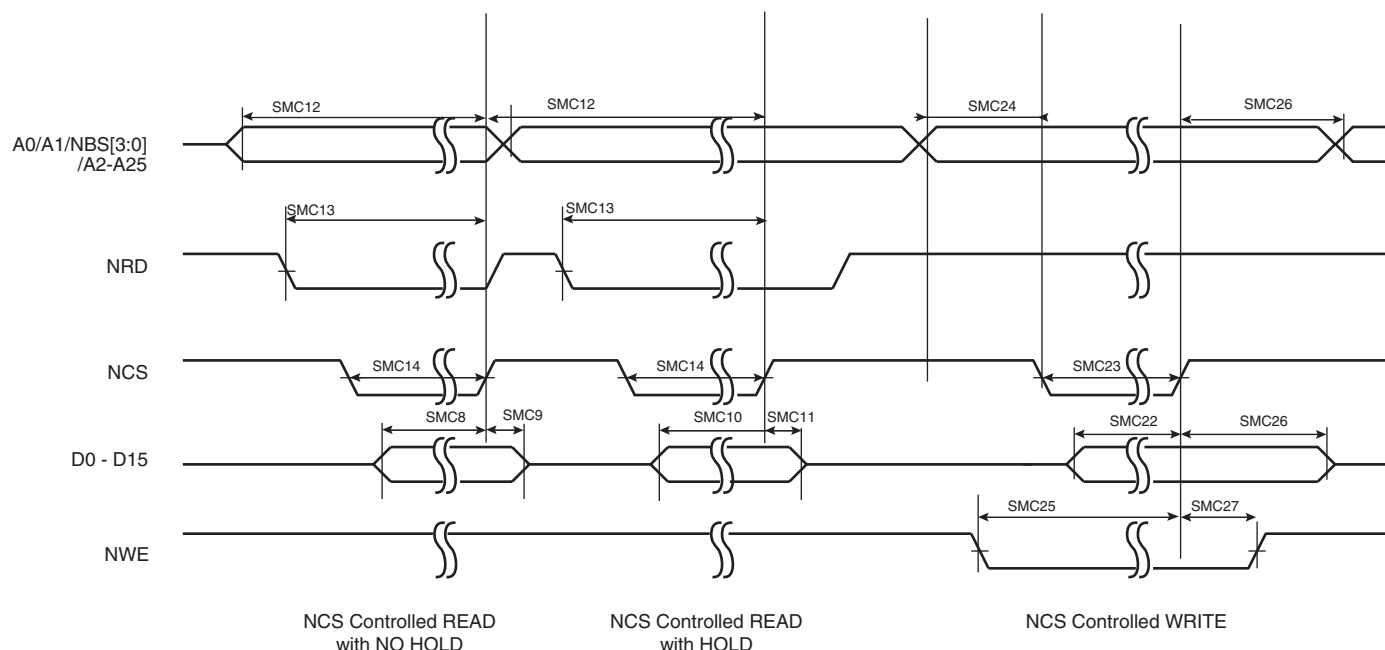 SMC12
SMC12
SMC24
SMC26
A0/A1/NBS[3:0]
/A2-A25
SMC13
SMC13
NRD
NCS
SMC14
SMC14
SMC23
SMC8
SMC9
SMC10
SMC11
SMC22
SMC26
D0 - D15
SMC25
SMC27
NWE
NCS Controlled READ
with NO HOLD
NCS Controlled READ
with HOLD
NCS Controlled WRITE